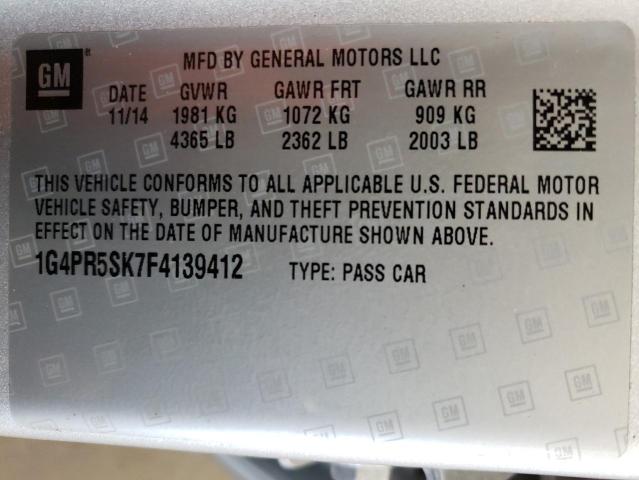 GM
MFD BY GENERAL MOTORS LLC
DATE GVWR GAWR FRT GAWR RR
11/14 1981 KG 1072 KG 909 KG
4365 LB 2362 LB 2003 LB
THIS VEHICLE CONFORMS TO ALL APPLICABLE U.S. FEDERAL MOTOR
VEHICLE SAFETY, BUMPER, AND THEFT PREVENTION STANDARDS IN
EFFECT ON THE DATE OF MANUFACTURE SHOWN ABOVE.
1G4PR5SK7F4139412 TYPE: PASS CAR